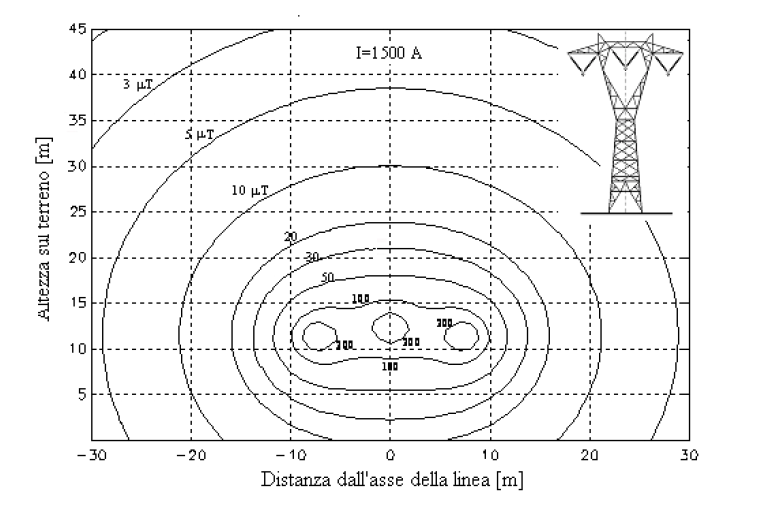 45
I=1500 A
40
3 μT
35
5 μT
30
10 μT
25
20
20
30
50
15
100
300
300
300
10
100
5
-30 -20 -10 0 10 20 30
Altezza sul terreno [m]
Distanza dall'asse della linea [m]